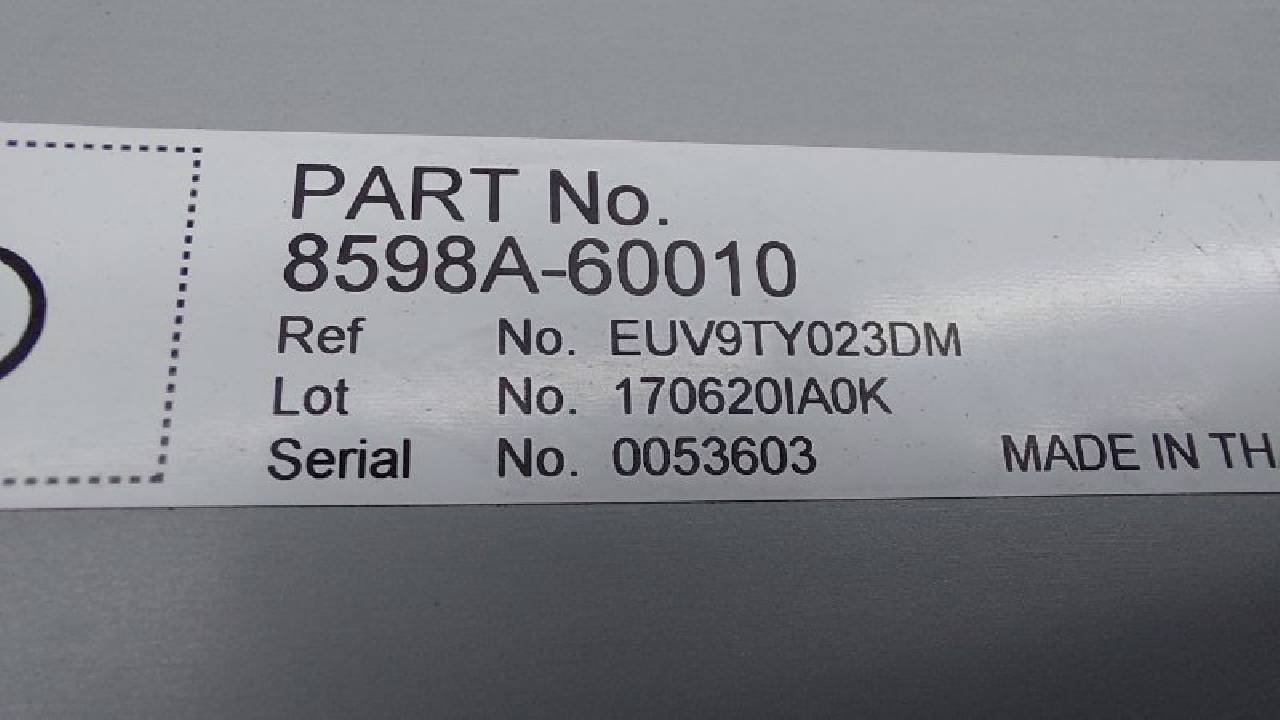 PART No.
8598A-60010
Ref No. EUV9TY023DM
Lot No. 170620IA0K
Serial No. 0053603 MADE IN TH